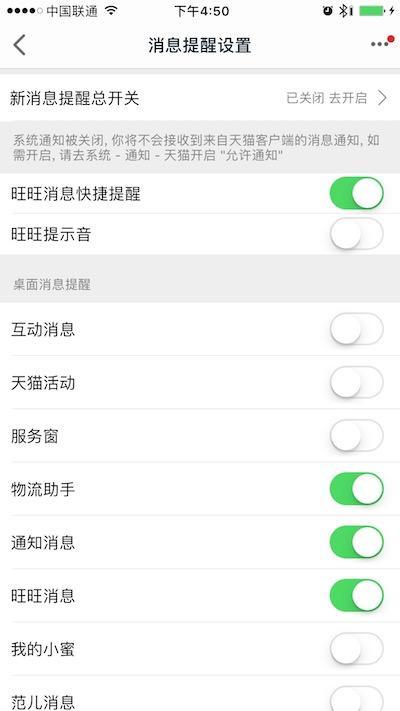 中国联通 下午4:50
消息提醒设置
新消息提醒总开关 已关闭 去开启
系统通知被关闭, 你将不会接收到来自天猫客户端的消息通知, 如
需开启, 请去系统 - 通知 - 天猫开启 "允许通知"
旺旺消息快捷提醒
旺旺提示音
桌面消息提醒
互动消息
天猫活动
服务窗
物流助手
通知消息
旺旺消息
我的小蜜
范儿消息